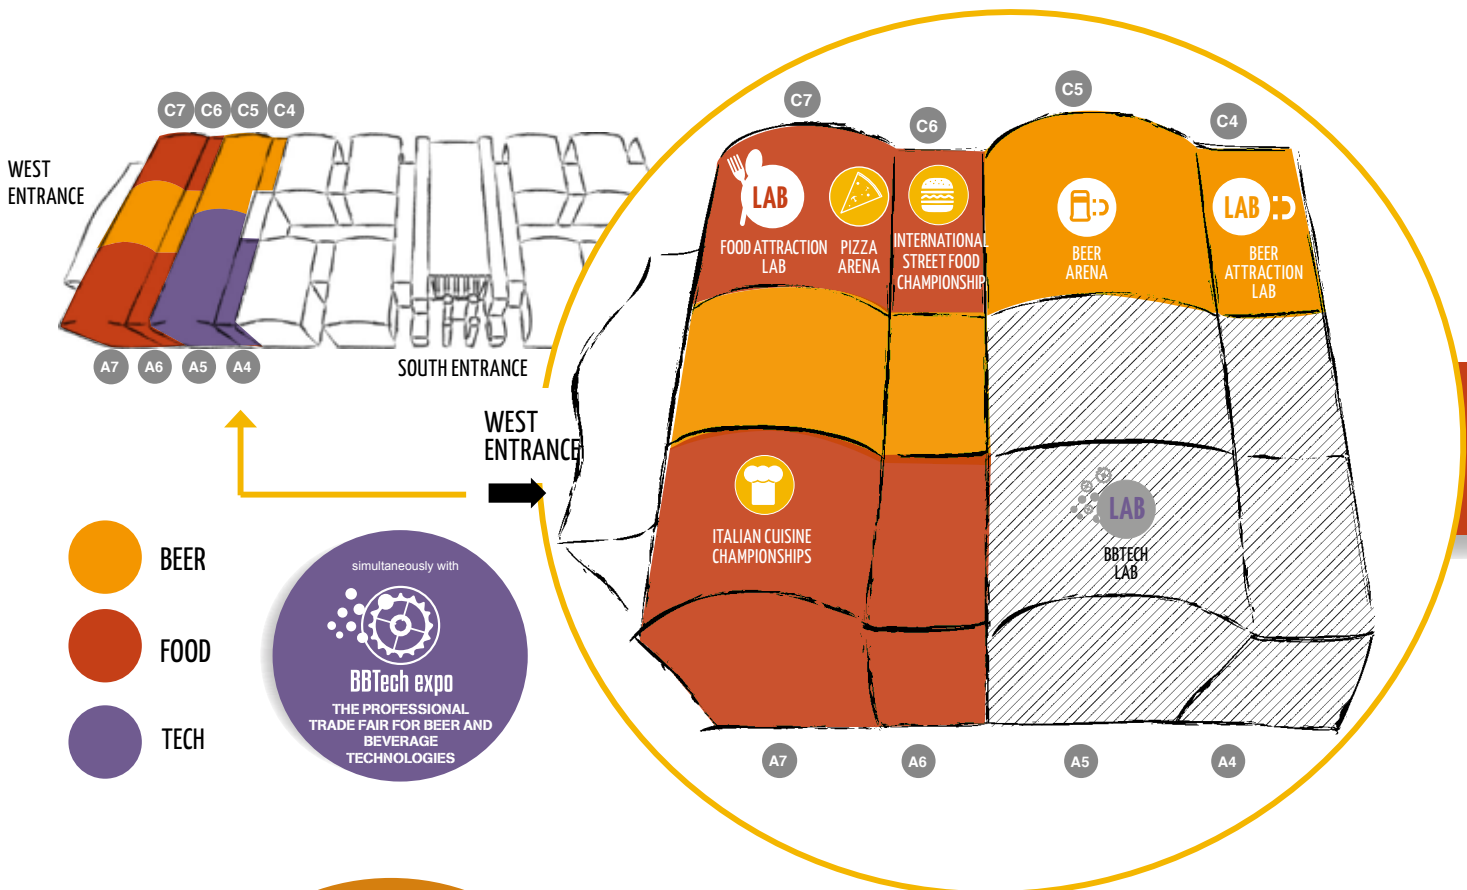 C7 C6 C5 C4
WEST
ENTRANCE
A7 A6 A5 A4
SOUTH ENTRANCE
WEST
ENTRANCE
BEER
FOOD
TECH
simultaneously with
BBTech expo
THE PROFESSIONAL
TRADE FAIR FOR BEER AND
BEVERAGE
TECHNOLOGIES
C7
C6
C5
C4
LAB
FOOD ATTRACTION
LAB
PIZZA
ARENA
INTERNATIONAL
STREET FOOD
CHAMPIONSHIP
BEER
ARENA
LAB
BEER
ATTRACTION
LAB
ITALIAN CUISINE
CHAMPIONSHIPS
LAB
BBTECH
LAB
A7
A6
A5
A4